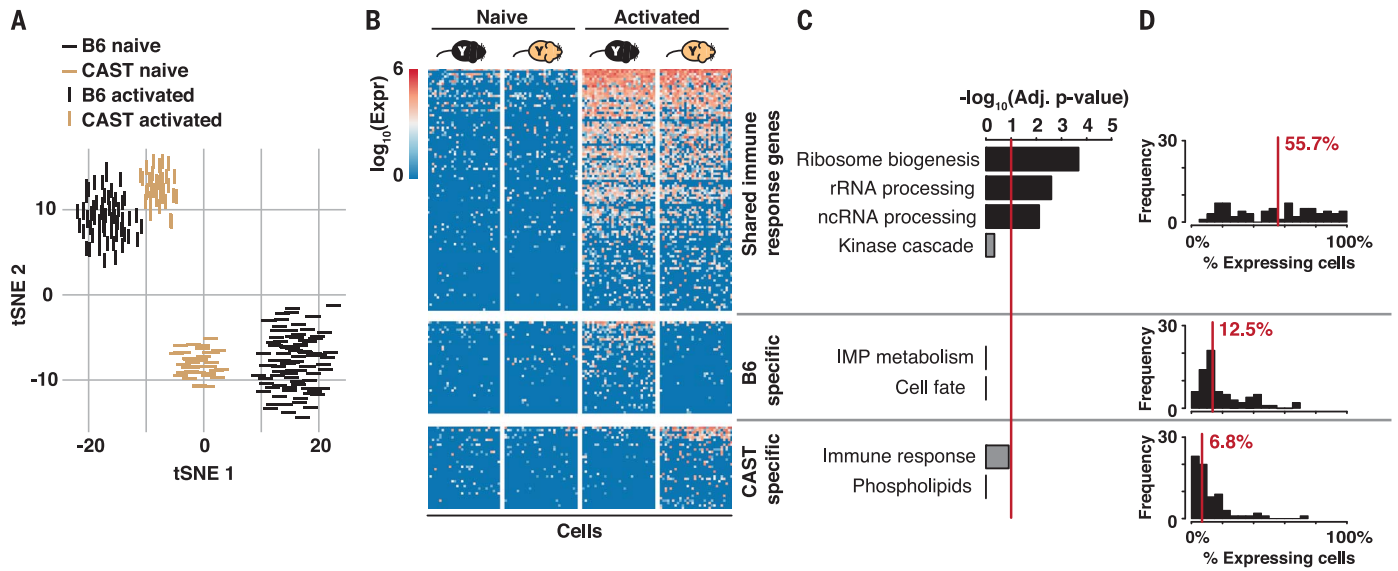 A
B6 naive
CAST naive
B6 activated
CAST activated
10
0
-10
-20
0
20
tSNE 1
tSNE 2
B
Naive
Activated
Y
Y
Y
Y
6
0
log10(Expr)
Cells
Shared immune
response genes
B6
specific
CAST
specific
C
-log10(Adj. p-value)
0 1 2 3 4 5
Ribosome biogenesis
rRNA processing
ncRNA processing
Kinase cascade
IMP metabolism
Cell fate
Immune response
Phospholipids
D
30
55.7%
Frequency
0
0%
100%
% Expressing cells
30
12.5%
Frequency
0
30
6.8%
Frequency
0
0%
100%
% Expressing cells